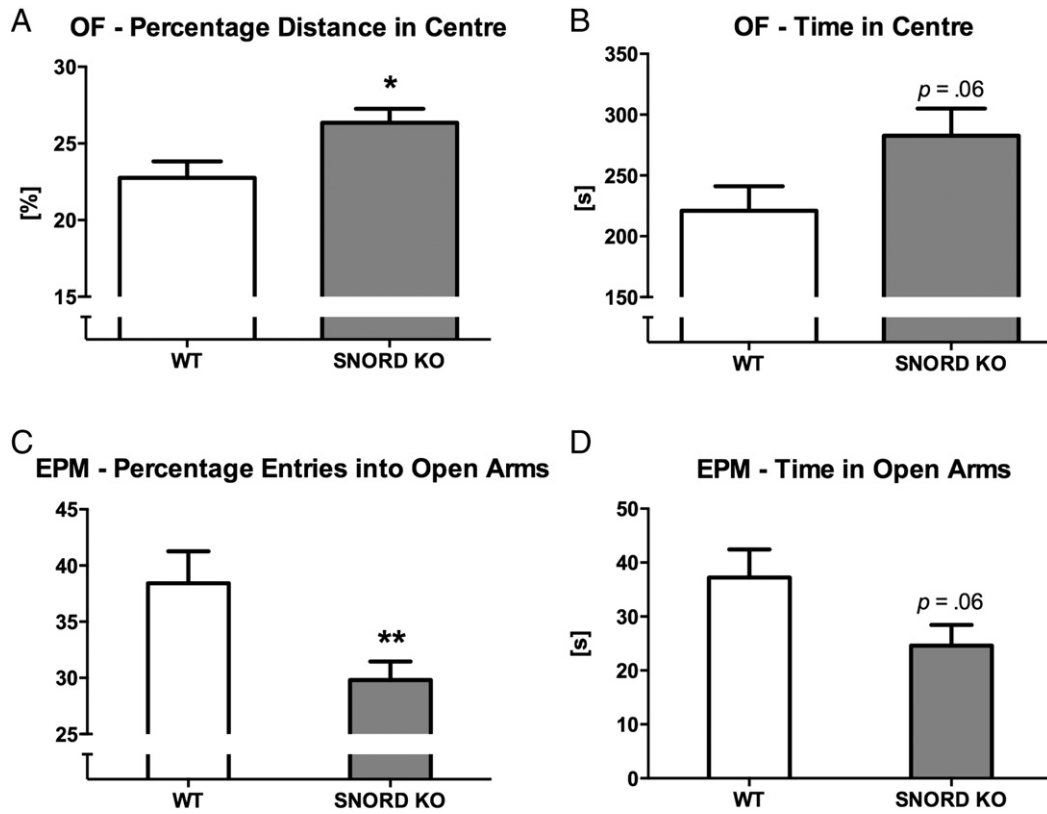 A
OF - Percentage Distance in Centre
30
25
20
15
[%]
*
WT
SNORD KO
B
OF - Time in Centre
350
300
250
200
150
[s]
p = .06
WT
SNORD KO
C
EPM - Percentage Entries into Open Arms
45
40
35
30
25
**
WT
SNORD KO
D
EPM - Time in Open Arms
50
40
30
20
10
0
[s]
p = .06
WT
SNORD KO